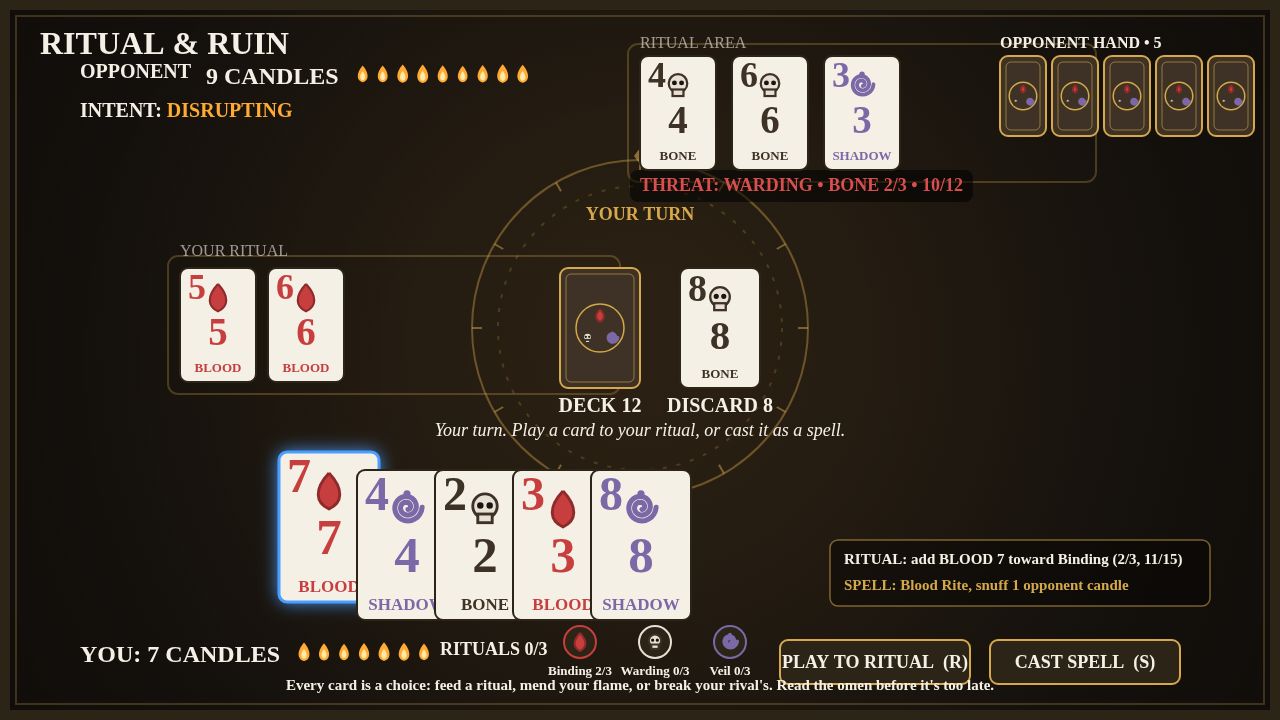 RITUAL & RUIN
OPPONENT 9 CANDLES
INTENT: DISRUPTING
RITUAL AREA
4 4 BONE
6 6 BONE
3 3 SHADOW
THREAT: WARDING • BONE 2/3 • 10/12
OPPONENT HAND • 5
YOUR TURN
YOUR RITUAL
5 5 BLOOD
6 6 BLOOD
DECK 12
8 8 BONE
DISCARD 8
Your turn. Play a card to your ritual, or cast it as a spell.
7 7 BLOOD
4 4 SHADOW
2 2 BONE
3 3 BLOOD
8 8 SHADOW
RITUAL: add BLOOD 7 toward Binding (2/3, 11/15)
SPELL: Blood Rite, snuff 1 opponent candle
YOU: 7 CANDLES
RITUALS 0/3
Binding 2/3 Warding 0/3 Veil 0/3
PLAY TO RITUAL (R)
CAST SPELL (S)
Every card is a choice: feed a ritual, mend your flame, or break your rival's. Read the omen before it's too late.